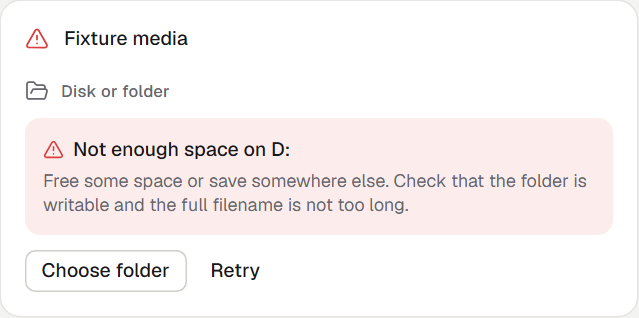 Fixture media
Disk or folder
Not enough space on D:
Free some space or save somewhere else. Check that the folder is
writable and the full filename is not too long.
Choose folder
Retry